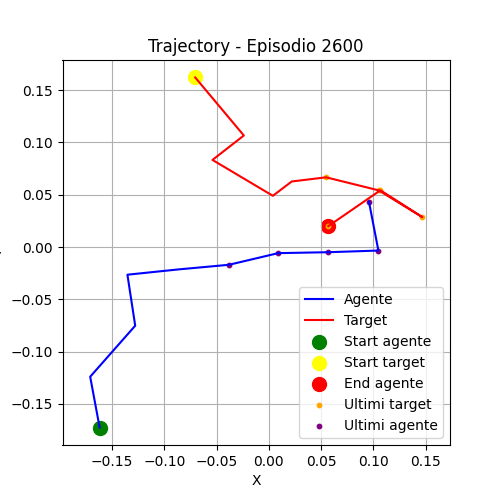 Trajectory - Episodio 2600
0.15
0.10
0.05
0.00
−0.05
−0.10
−0.15
−0.15
−0.10
−0.05
0.00
0.05
0.10
0.15
X
Agente
Target
Start agente
Start target
End agente
Ultimi target
Ultimi agente